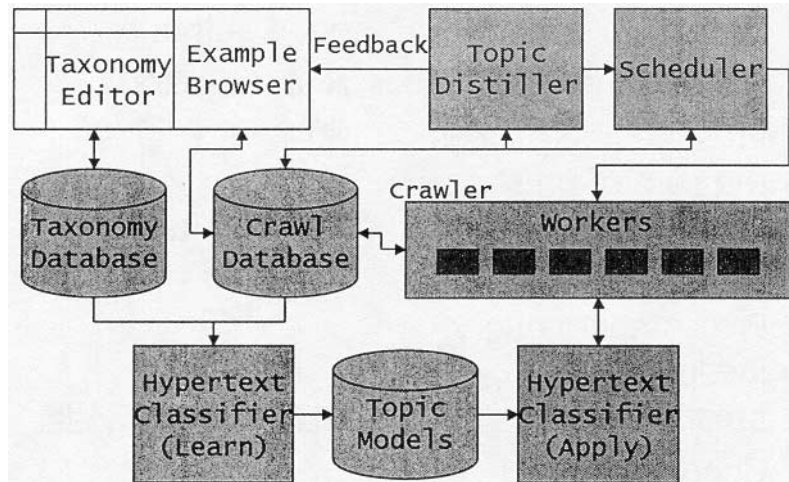 Taxonomy
Editor
Example
Browser
Feedback
Topic
Distiller
Scheduler
Crawler
Taxonomy
Database
Crawl
Database
Workers
Hypertext
Classifier
(Learn)
Topic
Models
Hypertext
Classifier
(Apply)